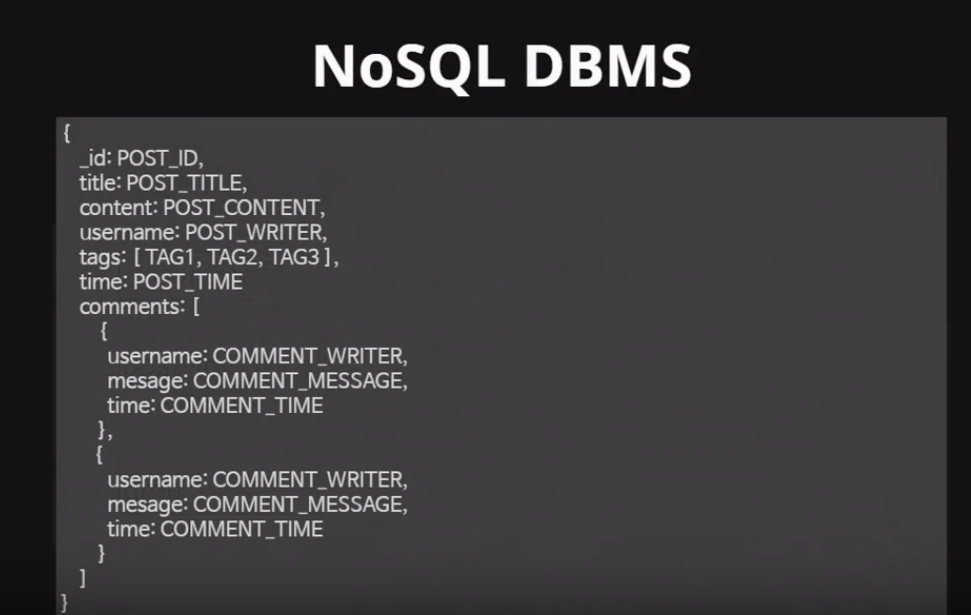 NoSQL DBMS
{
_id: POST_ID,
title: POST_TITLE,
content: POST_CONTENT,
username: POST_WRITER,
tags: [ TAG1, TAG2, TAG3 ],
time: POST_TIME
comments: [
{
username: COMMENT_WRITER,
mesage: COMMENT_MESSAGE,
time: COMMENT_TIME
},
{
username: COMMENT_WRITER,
mesage: COMMENT_MESSAGE,
time: COMMENT_TIME
}
]
}